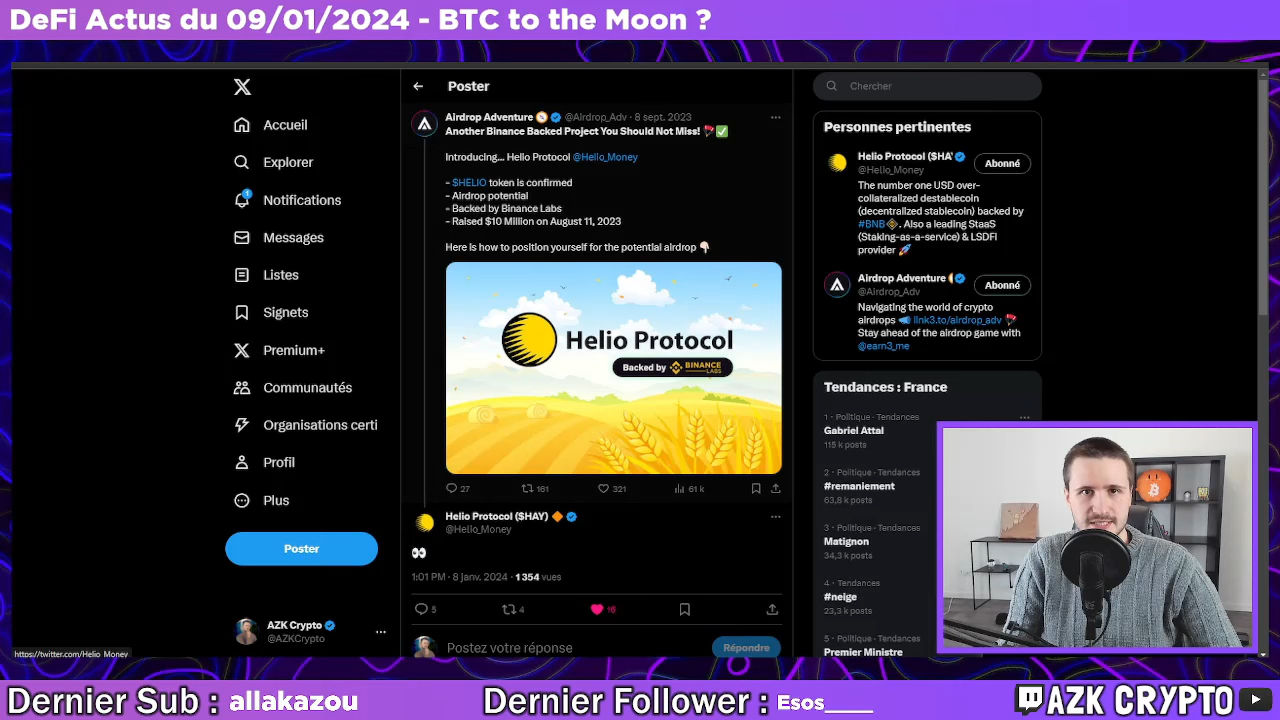 DeFi Actus du 09/01/2024 - BTC to the Moon ?
Accueil
Explorer
1
Notifications
Messages
Listes
Signets
Premium+
Communautés
Organisations certi
Profil
Plus
Poster
AZK Crypto
@AZKCrypto
https://twitter.com/Helio_Money
Poster
Airdrop Adventure @Airdrop_Adv · 8 sept. 2023
Another Binance Backed Project You Should Not Miss!
Introducing... Helio Protocol @Hello_Money
- $HELIO token is confirmed
- Airdrop potential
- Backed by Binance Labs
- Raised $10 Million on August 11, 2023
Here is how to position yourself for the potential airdrop 👇🏻
Helio Protocol
Backed by BINANCE LABS
27 161 321 61 k
Helio Protocol ($HAY)
@Hello_Money
👀
1:01 PM · 8 janv. 2024 · 1 354 vues
5 4 16
Postez votre réponse
Répondre
Chercher
Personnes pertinentes
Helio Protocol ($HAY
@Hello_Money
Abonné
The number one USD over-
collateralized destablecoin
(decentralized stablecoin) backed by
#BNB. Also a leading StaaS
(Staking-as-a-service) & LSDFi
provider 🚀
Airdrop Adventure
@Airdrop_Adv
Abonné
Navigating the world of crypto
airdrops link3.to/airdrop_adv
Stay ahead of the airdrop game with
@earn3_me
Tendances : France
1 · Politique · Tendances
Gabriel Attal
115 k posts
2 · Politique · Tendances
#remaniement
63,8 k posts
3 · Politique · Tendances
Matignon
34,3 k posts
4 · Tendances
#neige
23,3 k posts
5 · Politique · Tendances
Premier Ministre
Dernier Sub : allakazou
Dernier Follower : Esos____
AZK CRYPTO